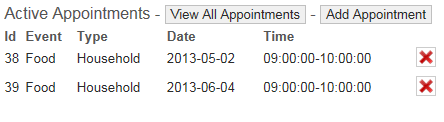 Active Appointments - View All Appointments - Add Appointment
Id Event Type Date Time
38 Food Household 2013-05-02 09:00:00-10:00:00
39 Food Household 2013-06-04 09:00:00-10:00:00